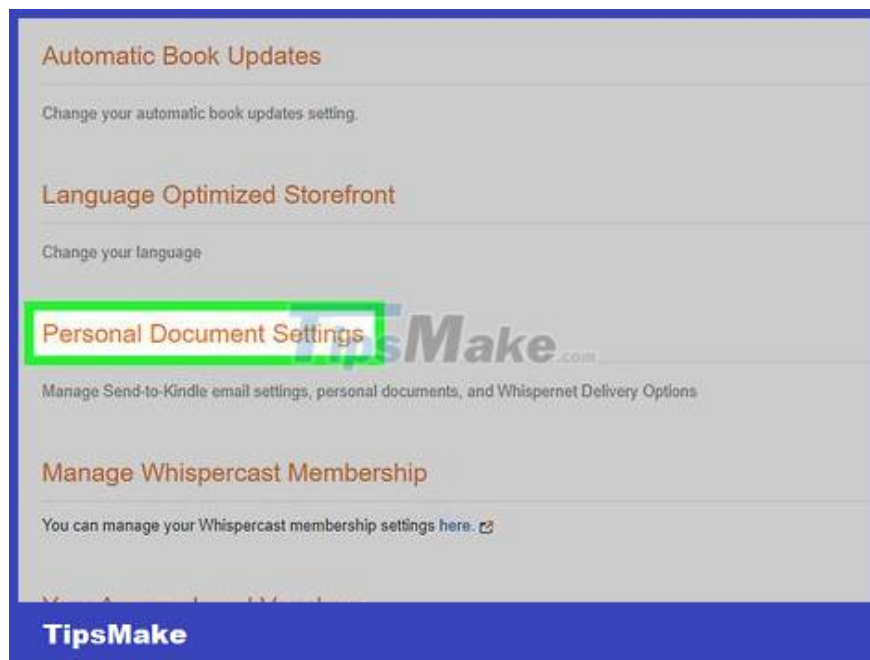 Automatic Book Updates
Change your automatic book updates setting.
Language Optimized Storefront
Change your language
Personal Document Settings
TipsMake.com
Manage Send-to-Kindle email settings, personal documents, and Whispernet Delivery Options
Manage Whispercast Membership
You can manage your Whispercast membership settings here.
TipsMake